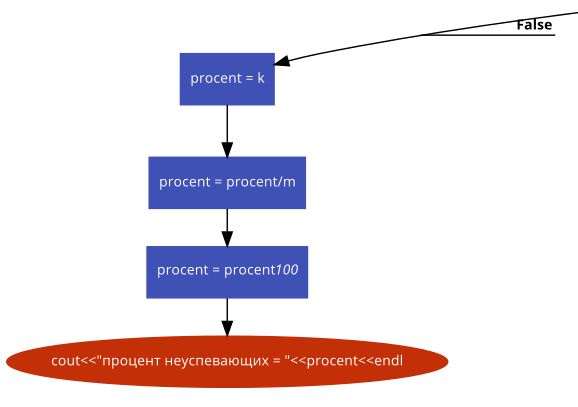 False
procent = k
procent = procent/m
procent = procent100
cout<<"процент неуспевающих = "<<procent<<endl